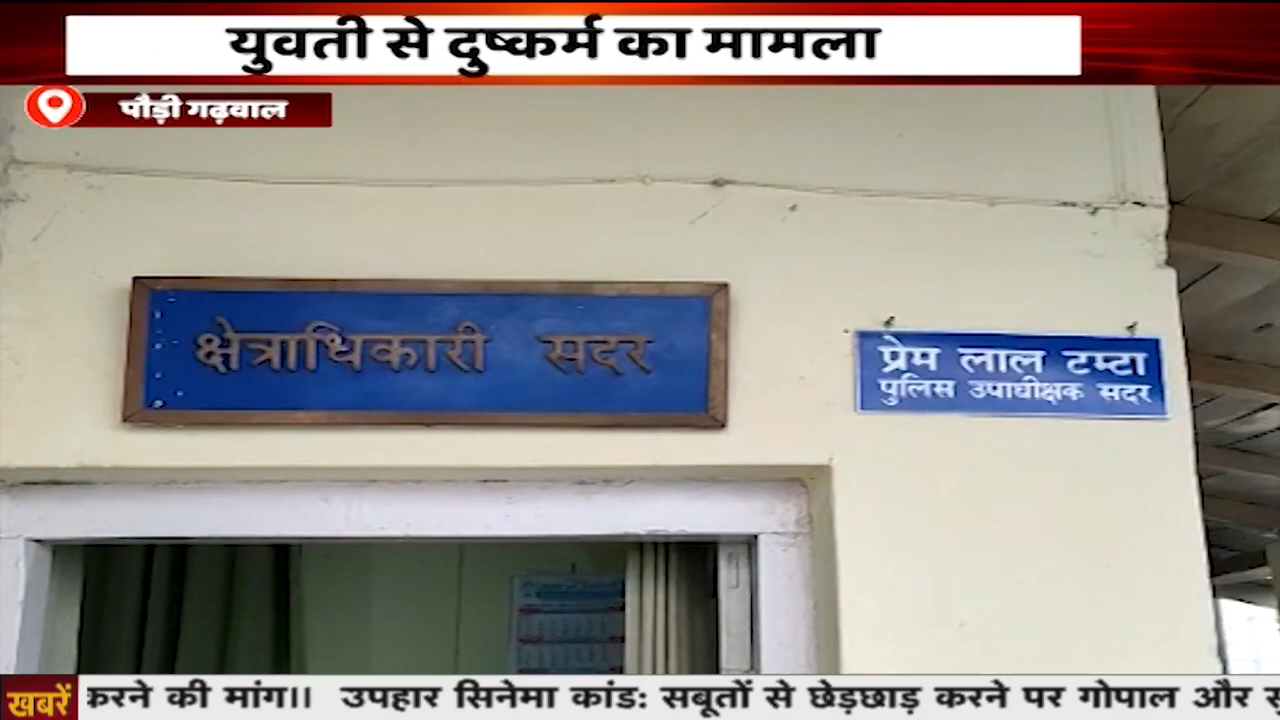 युवती से दुष्कर्म का मामला
पौड़ी गढ़वाल
क्षेत्राधिकारी सदर
प्रेम लाल टम्टा
पुलिस उपाधीक्षक सदर
खबरें
करने की मांग।। उपहार सिनेमा कांड: सबूतों से छेड़छाड़ करने पर गोपाल और